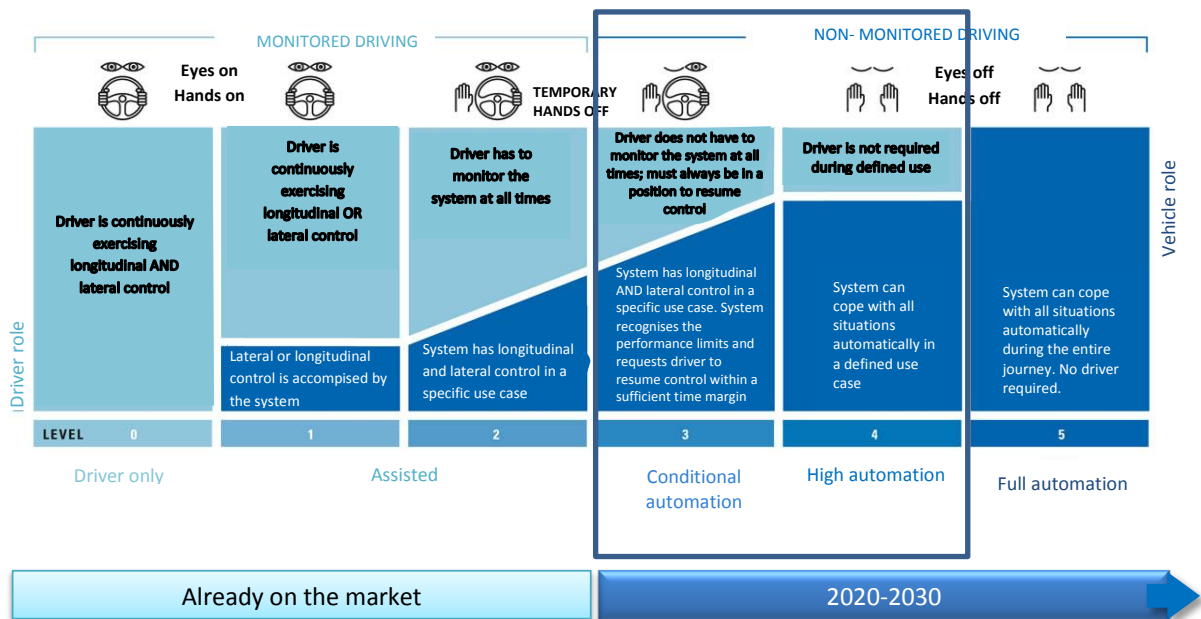 MONITORED DRIVING
NON- MONITORED DRIVING
Eyes on
Hands on
TEMPORARY
HANDS OFF
Eyes off
Hands off
Driver is continuously
exercising
longitudinal AND
lateral control
Driver is
continuously
exercising
longitudinal OR
lateral control
Driver has to
monitor the
system at all times
Driver does not have to
monitor the system at all
times; must always be in a
position to resume
control
Driver is not required
during defined use
Lateral or longitudinal
control is accompised by
the system
System has longitudinal
and lateral control in a
specific use case
System has longitudinal
AND lateral control in a
specific use case. System
recognises the
performance limits and
requests driver to
resume control within a
sufficient time margin
System can
cope with all
situations
automatically in
a defined use
case
System can cope
with all situations
automatically
during the entire
journey. No driver
required.
Driver role
Vehicle role
LEVEL 0 1 2 3 4 5
Driver only
Assisted
Conditional
automation
High automation
Full automation
Already on the market
2020-2030